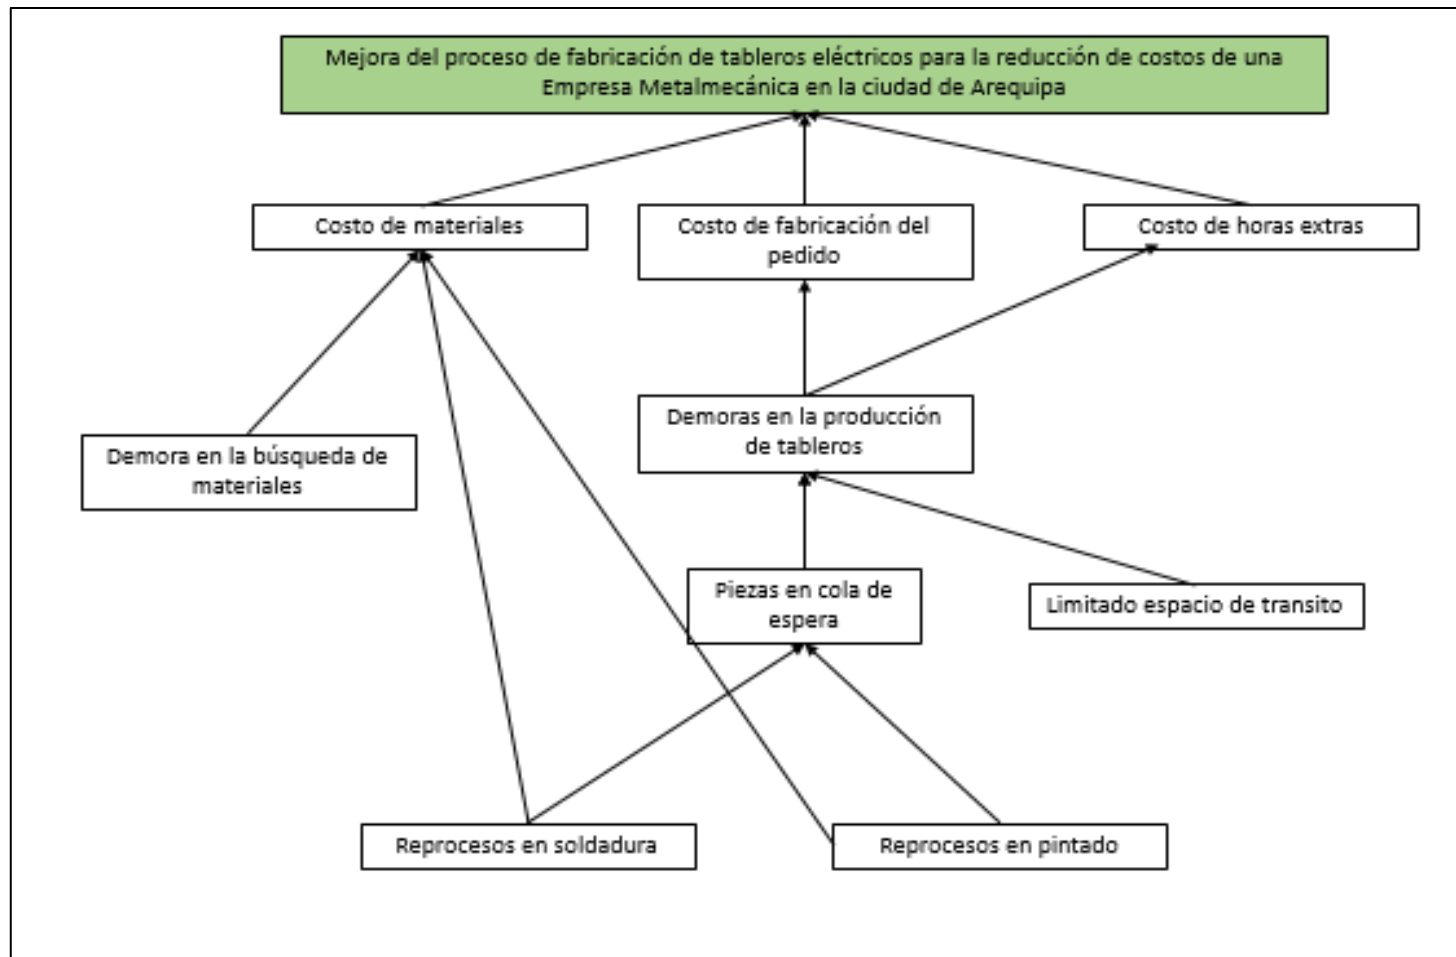 Mejora del proceso de fabricación de tableros eléctricos para la reducción de costos de una
Empresa Metalmecánica en la ciudad de Arequipa
Costo de materiales
Costo de fabricación del
pedido
Costo de horas extras
Demoras en la producción
de tableros
Demora en la búsqueda de
materiales
Piezas en cola de
espera
Limitado espacio de transito
Reprocesos en soldadura
Reprocesos en pintado